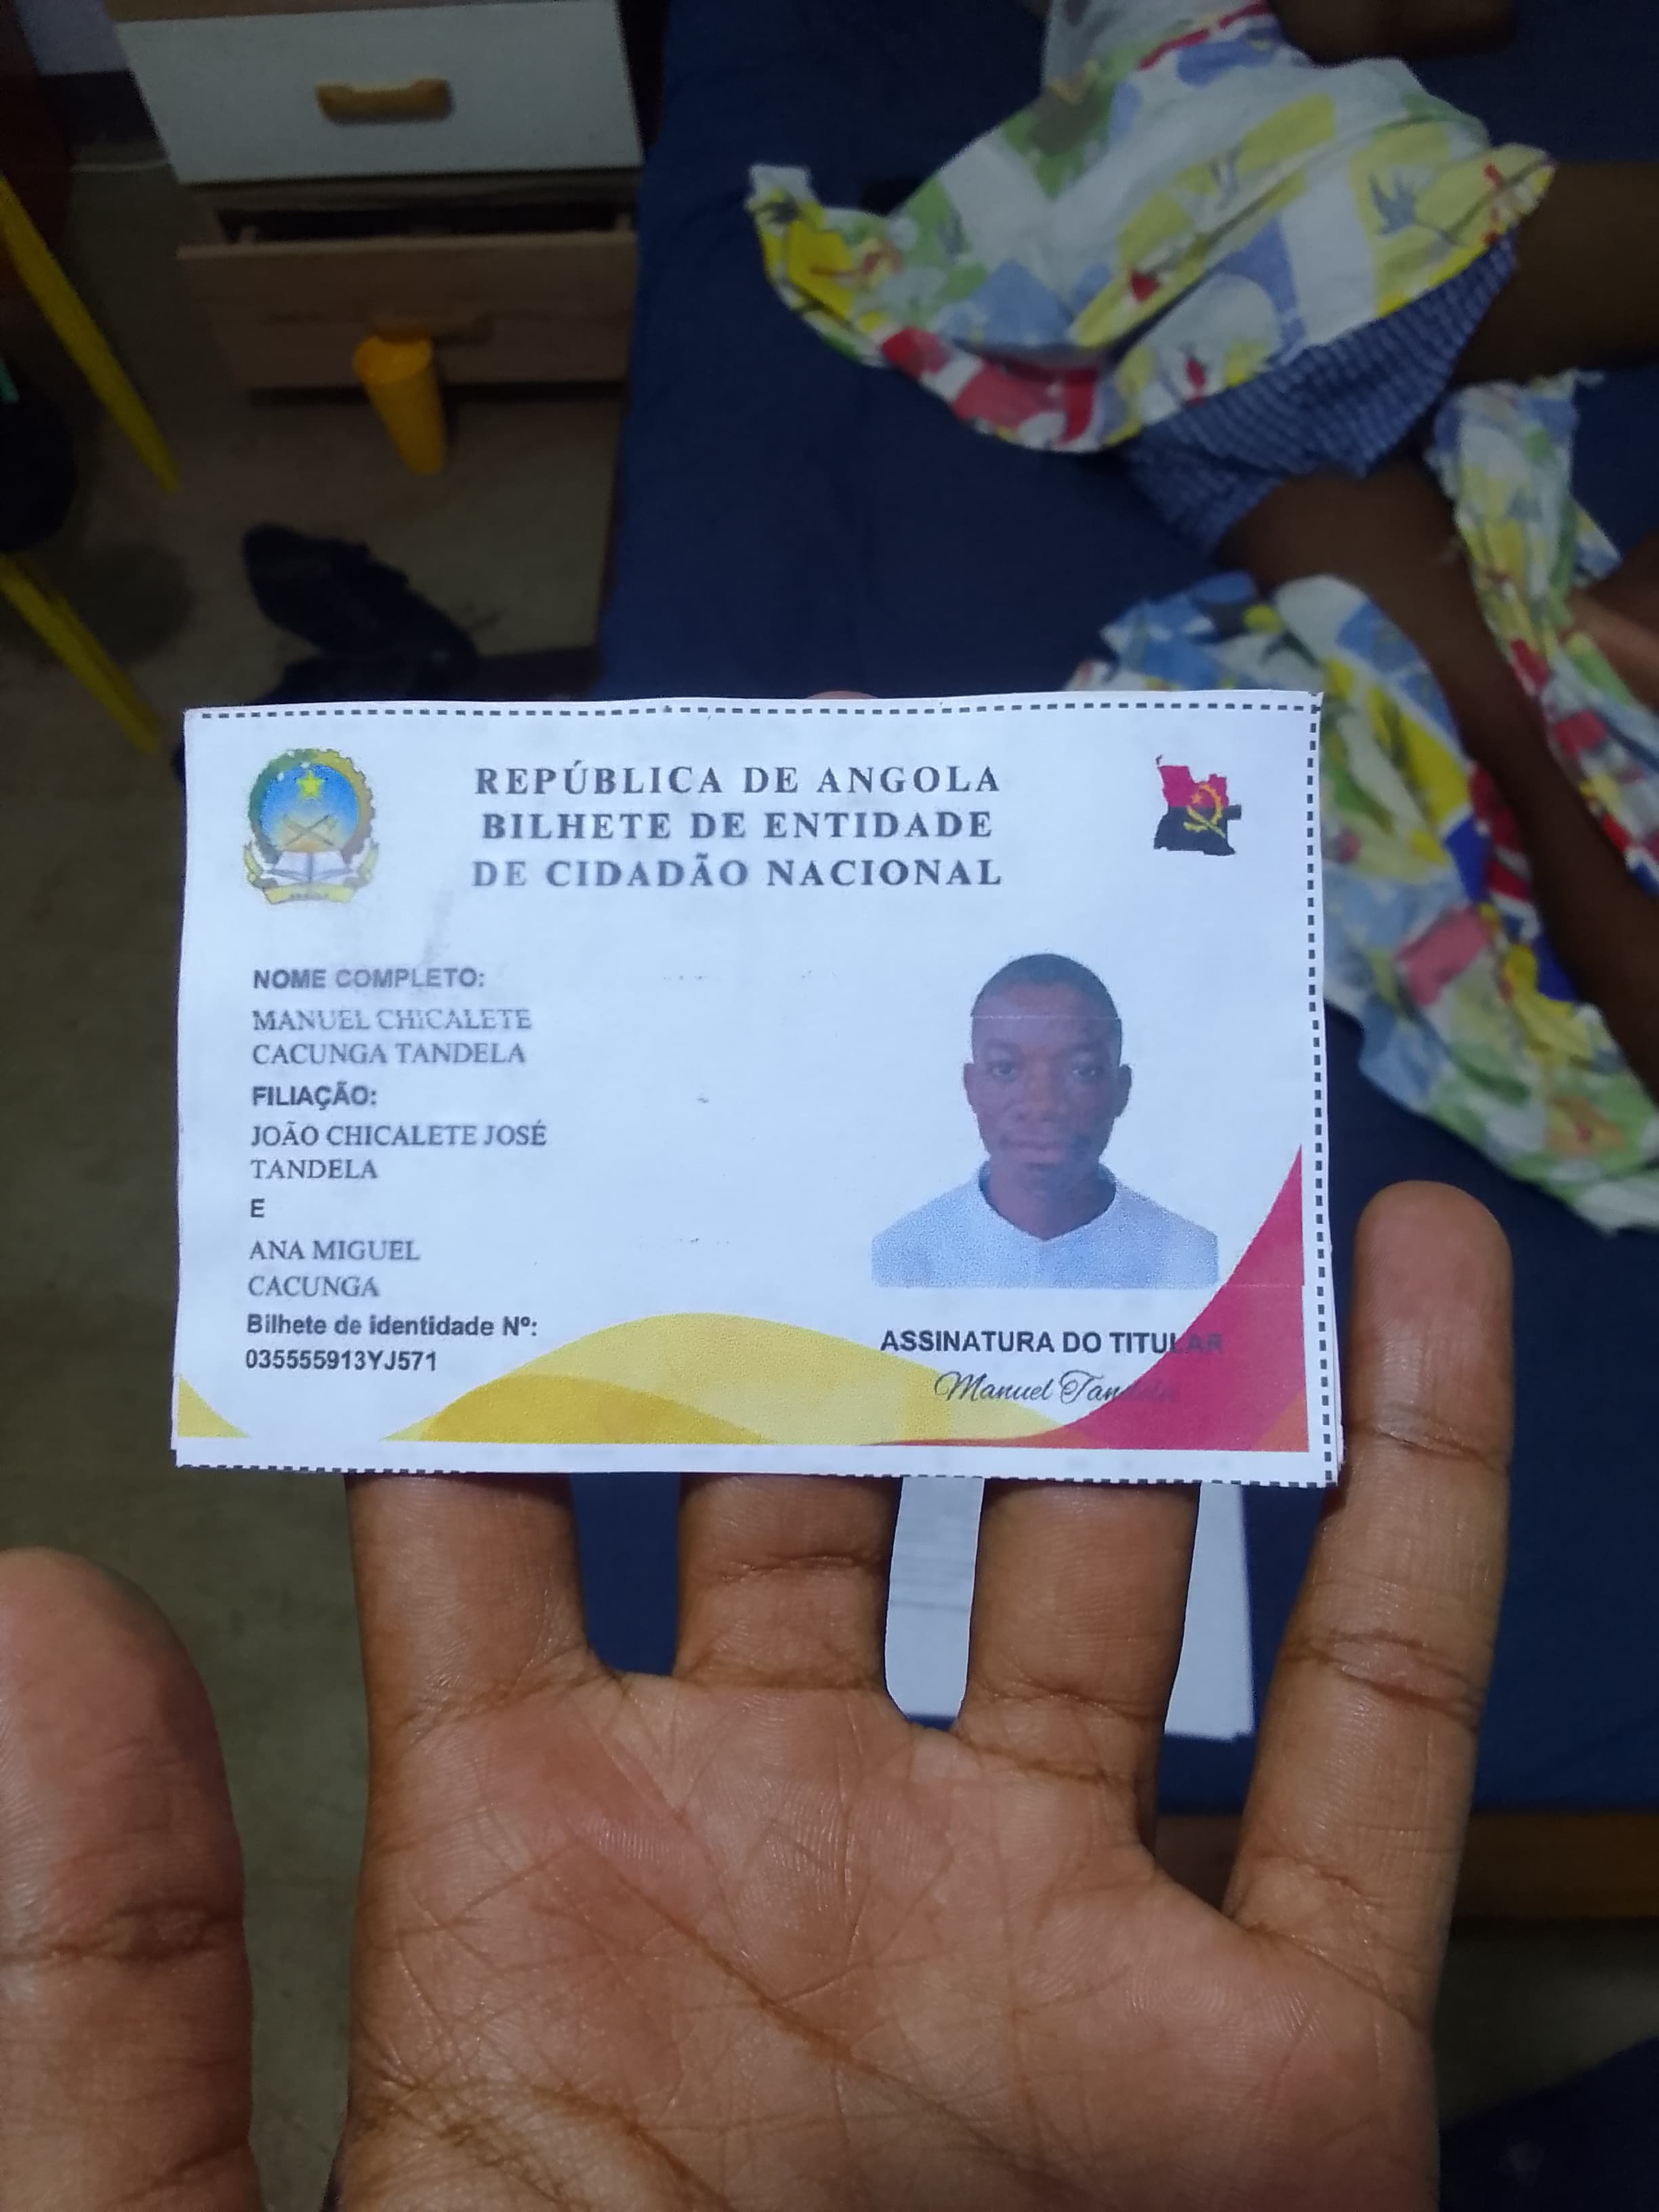 REPÚBLICA DE ANGOLA
BILHETE DE ENTIDADE
DE CIDADÃO NACIONAL
NOME COMPLETO:
MANUEL CHICALETE
CACUNGA TANDELA
FILIAÇÃO:
JOÃO CHICALETE JOSÉ
TANDELA
E
ANA MIGUEL
CACUNGA
Bilhete de identidade Nº:
035555913YJ571
ASSINATURA DO TITULAR
Manuel Tandela